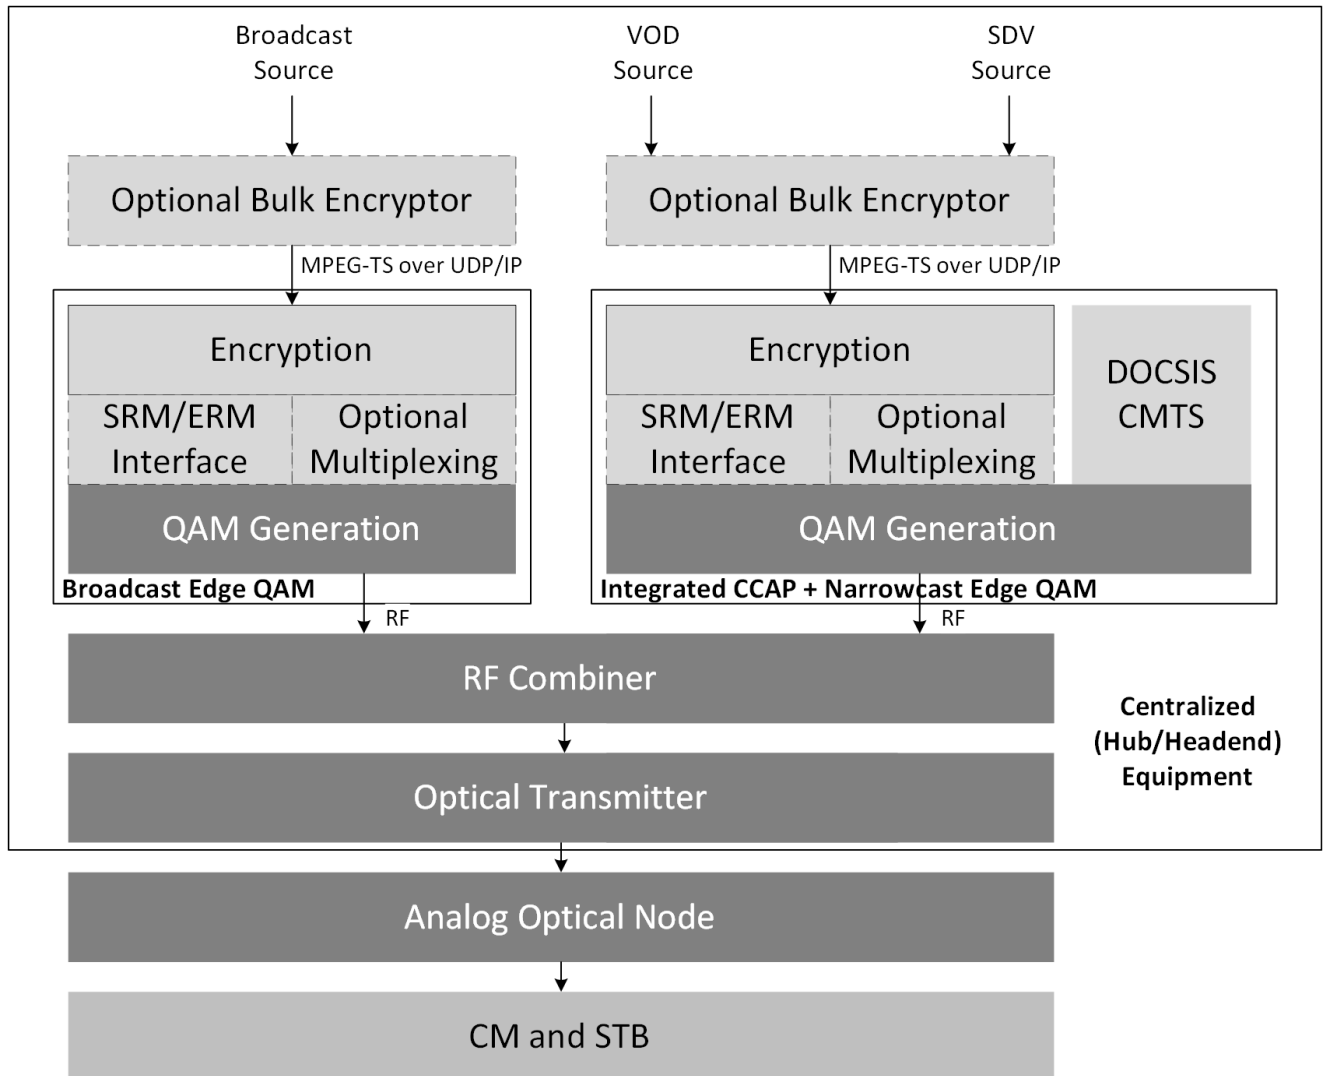 Broadcast
Source
VOD
Source
SDV
Source
Optional Bulk Encryptor
Optional Bulk Encryptor
MPEG-TS over UDP/IP
MPEG-TS over UDP/IP
Encryption
SRM/ERM
Interface
Optional
Multiplexing
QAM Generation
Broadcast Edge QAM
Encryption
SRM/ERM
Interface
Optional
Multiplexing
DOCSIS
CMTS
QAM Generation
Integrated CCAP + Narrowcast Edge QAM
RF
RF
RF Combiner
Centralized
(Hub/Headend)
Equipment
Optical Transmitter
Analog Optical Node
CM and STB